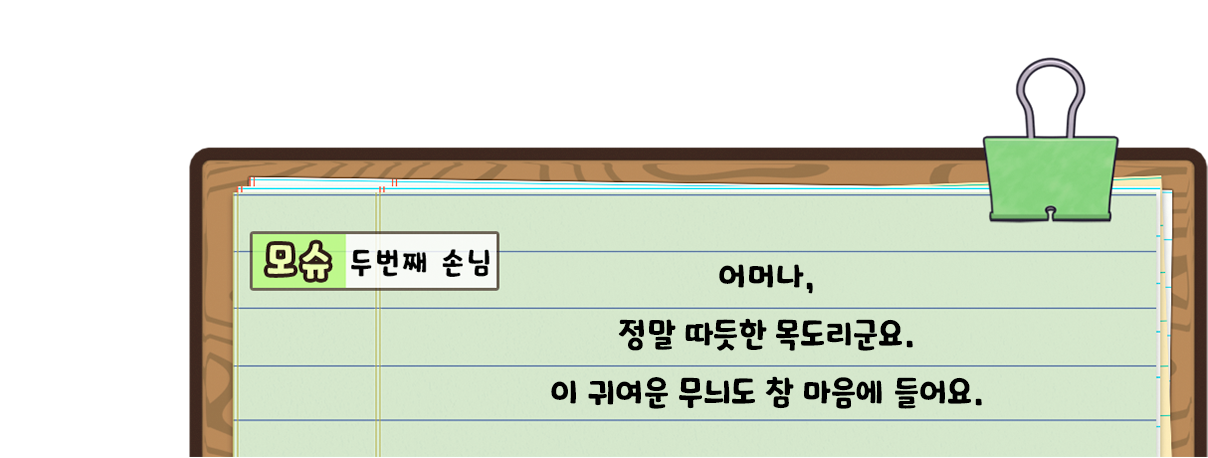 모슈 두번째 손님
어머나,
정말 따듯한 목도리군요.
이 귀여운 무늬도 참 마음에 들어요.